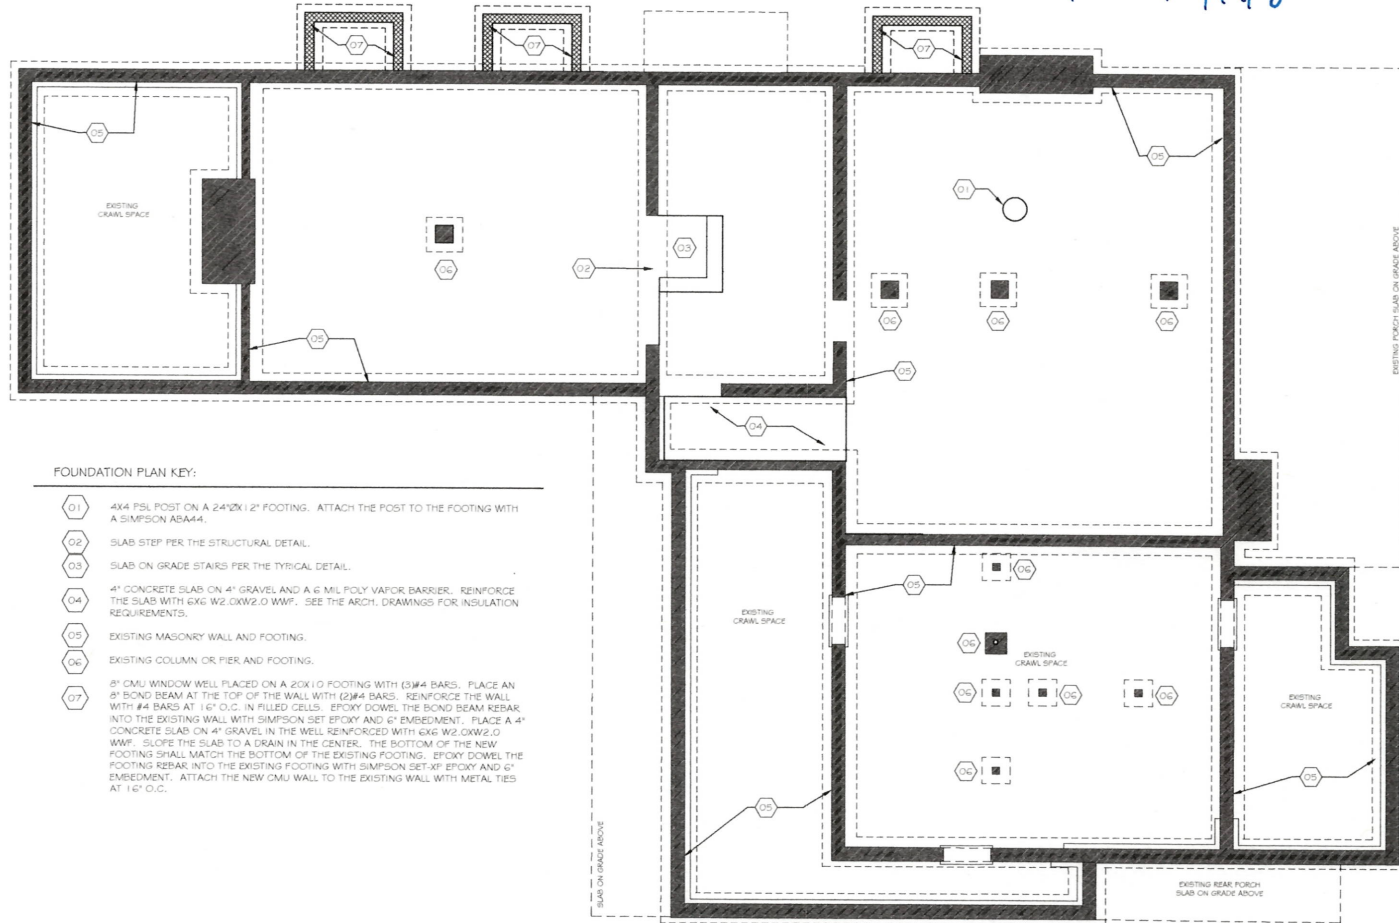 07
07
07
05
05
EXISTING
CRAWL SPACE
01
06
02
03
06
06
06
05
05
04
EXISTING PORCH SLAB ON GRADE ABOVE
FOUNDATION PLAN KEY:
01 4X4 PSL POST ON A 24"ØX12" FOOTING. ATTACH THE POST TO THE FOOTING WITH
A SIMPSON ABA44.
02 SLAB STEP PER THE STRUCTURAL DETAIL.
03 SLAB ON GRADE STAIRS PER THE TYPICAL DETAIL.
04 4" CONCRETE SLAB ON 4" GRAVEL AND A 6 MIL POLY VAPOR BARRIER. REINFORCE
THE SLAB WITH 6X6 W2.0XW2.0 WWF. SEE THE ARCH. DRAWINGS FOR INSULATION
REQUIREMENTS.
05 EXISTING MASONRY WALL AND FOOTING.
06 EXISTING COLUMN OR PIER AND FOOTING.
07 8" CMU WINDOW WELL PLACED ON A 20X10 FOOTING WITH (3)#4 BARS. PLACE AN
8" BOND BEAM AT THE TOP OF THE WALL WITH (2)#4 BARS. REINFORCE THE WALL
WITH #4 BARS AT 16" O.C. IN FILLED CELLS. EPOXY DOWEL THE BOND BEAM REBAR
INTO THE EXISTING WALL WITH SIMPSON SET EPOXY AND 6" EMBEDMENT. PLACE A 4"
CONCRETE SLAB ON 4" GRAVEL IN THE WELL REINFORCED WITH 6X6 W2.0XW2.0
WWF. SLOPE THE SLAB TO A DRAIN IN THE CENTER. THE BOTTOM OF THE NEW
FOOTING SHALL MATCH THE BOTTOM OF THE EXISTING FOOTING. EPOXY DOWEL THE
FOOTING REBAR INTO THE EXISTING FOOTING WITH SIMPSON SET-XP EPOXY AND 6"
EMBEDMENT. ATTACH THE NEW CMU WALL TO THE EXISTING WALL WITH METAL TIES
AT 16" O.C.
06
05
EXISTING
CRAWL SPACE
06
EXISTING
CRAWL SPACE
06
06
06
EXISTING
CRAWL SPACE
06
05
05
SLAB ON GRADE ABOVE
EXISTING REAR PORCH
SLAB ON GRADE ABOVE